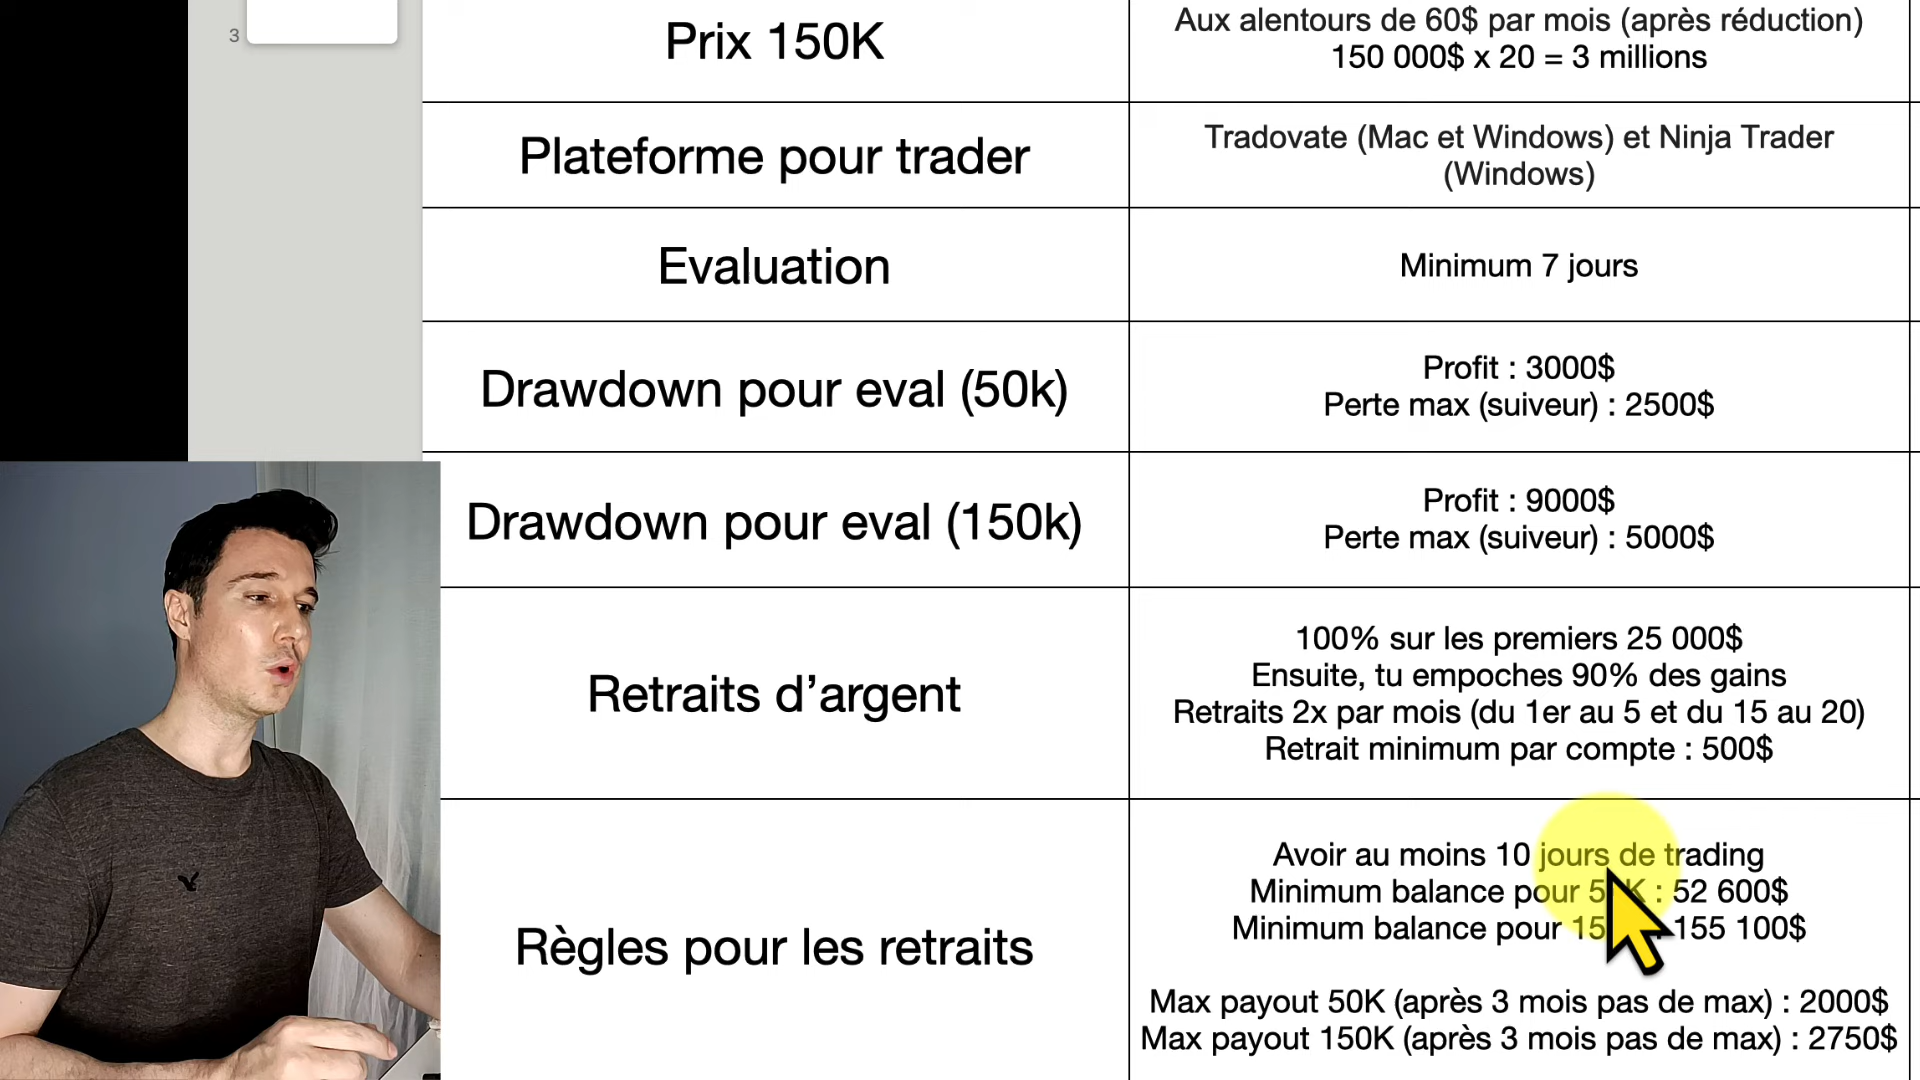 3
Prix 150K
Aux alentours de 60$ par mois (après réduction)
150 000$ x 20 = 3 millions
Plateforme pour trader
Tradovate (Mac et Windows) et Ninja Trader
(Windows)
Evaluation
Minimum 7 jours
Drawdown pour eval (50k)
Profit : 3000$
Perte max (suiveur) : 2500$
Drawdown pour eval (150k)
Profit : 9000$
Perte max (suiveur) : 5000$
Retraits d’argent
100% sur les premiers 25 000$
Ensuite, tu empoches 90% des gains
Retraits 2x par mois (du 1er au 5 et du 15 au 20)
Retrait minimum par compte : 500$
Règles pour les retraits
Avoir au moins 10 jours de trading
Minimum balance pour : 52 600$
Minimum balance pour 155 100$
Max payout 50K (après 3 mois pas de max) : 2000$
Max payout 150K (après 3 mois pas de max) : 2750$